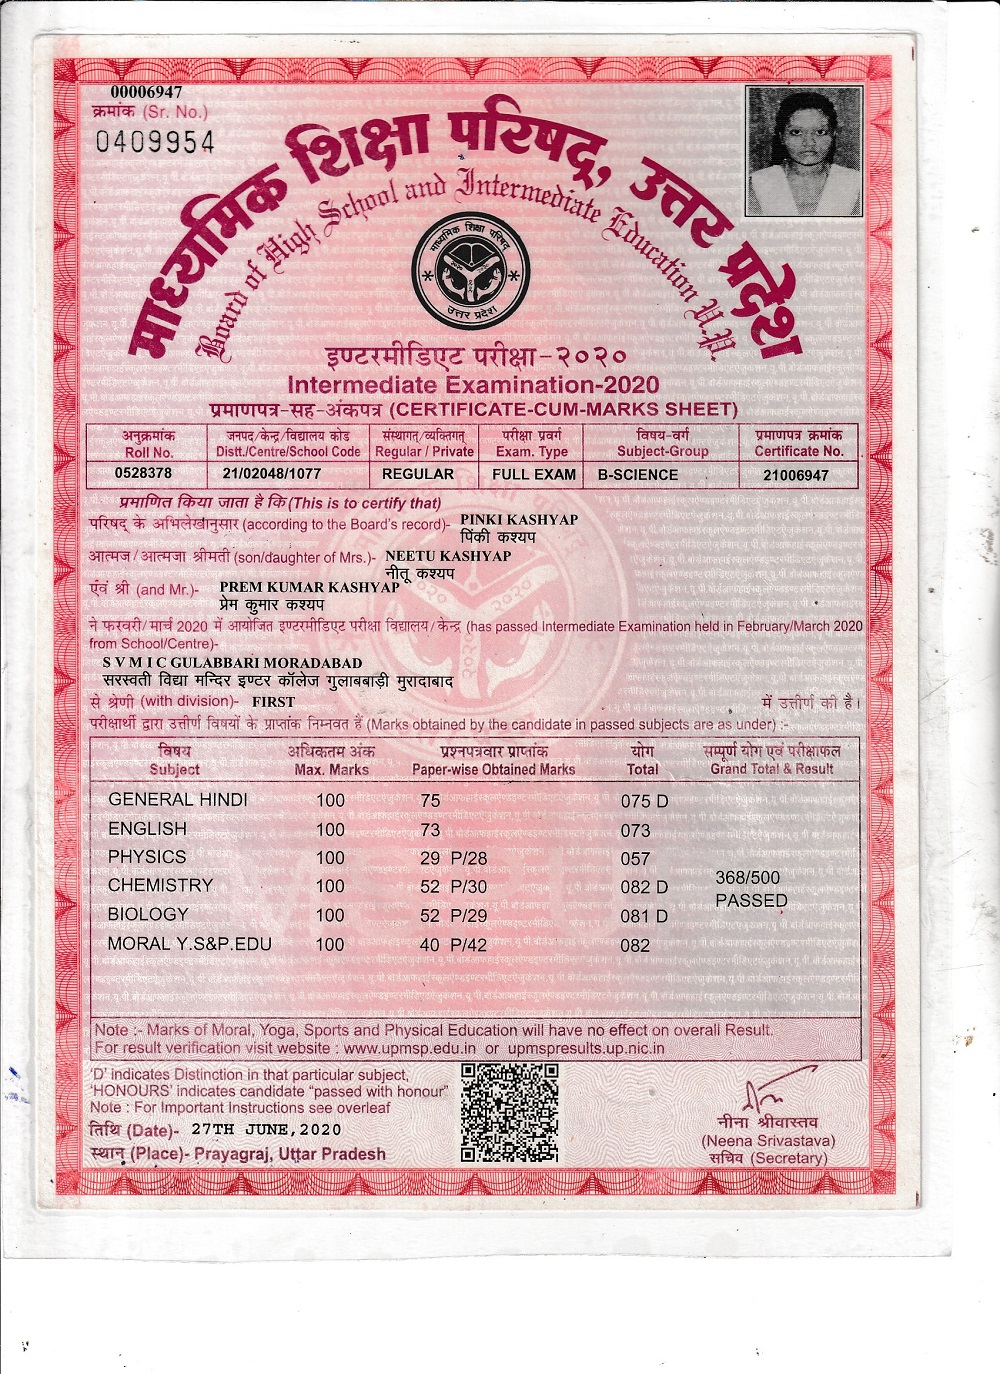 00006947
क्रमांक (Sr. No.)
0409954
माध्यमिक शिक्षा परिषद्, उत्तर प्रदेश
Board of High School and Intermediate Education U.P.
माध्यमिक शिक्षा परिषद्
उत्तर प्रदेश
इण्टरमीडिएट परीक्षा-२०२०
Intermediate Examination-2020
प्रमाणपत्र-सह-अंकपत्र (CERTIFICATE-CUM-MARKS SHEET)
अनुक्रमांक जनपद/केन्द्र/विद्यालय कोड संस्थागत्/व्यक्तिगत् परीक्षा प्रवर्ग विषय-वर्ग प्रमाणपत्र क्रमांक
Roll No. Distt./Centre/School Code Regular / Private Exam. Type Subject-Group Certificate No.
0528378 21/02048/1077 REGULAR FULL EXAM B-SCIENCE 21006947
प्रमाणित किया जाता है कि (This is to certify that)
परिषद् के अभिलेखानुसार (according to the Board's record)- PINKI KASHYAP
पिंकी कश्यप
आत्मज/आत्मजा श्रीमती (son/daughter of Mrs.)- NEETU KASHYAP
नीतू कश्यप
एवं श्री (and Mr.)- PREM KUMAR KASHYAP
प्रेम कुमार कश्यप
ने फरवरी/मार्च 2020 में आयोजित इण्टरमीडिएट परीक्षा विद्यालय/केन्द्र (has passed Intermediate Examination held in February/March 2020
from School/Centre)-
S V M I C GULABBARI MORADABAD
सरस्वती विद्या मन्दिर इण्टर कॉलेज गुलाबबाड़ी मुरादाबाद
से श्रेणी (with division)- FIRST में उत्तीर्ण की है।
परीक्षार्थी द्वारा उत्तीर्ण विषयों के प्राप्तांक निम्नवत हैं (Marks obtained by the candidate in passed subjects are as under) :-
विषय अधिकतम अंक प्रश्नपत्रवार प्राप्तांक योग सम्पूर्ण योग एवं परीक्षाफल
Subject Max. Marks Paper-wise Obtained Marks Total Grand Total & Result
GENERAL HINDI 100 75 075 D
ENGLISH 100 73 073
PHYSICS 100 29 P/28 057
368/500
CHEMISTRY 100 52 P/30 082 D
PASSED
BIOLOGY 100 52 P/29 081 D
MORAL Y.S&P.EDU 100 40 P/42 082
Note :- Marks of Moral, Yoga, Sports and Physical Education will have no effect on overall Result.
For result verification visit website : www.upmsp.edu.in or upmspresults.up.nic.in
'D' indicates Distinction in that particular subject,
'HONOURS' indicates candidate "passed with honour"
Note : For Important Instructions see overleaf
तिथि (Date)- 27TH JUNE,2020
स्थान (Place)- Prayagraj, Uttar Pradesh
नीना श्रीवास्तव
(Neena Srivastava)
सचिव (Secretary)